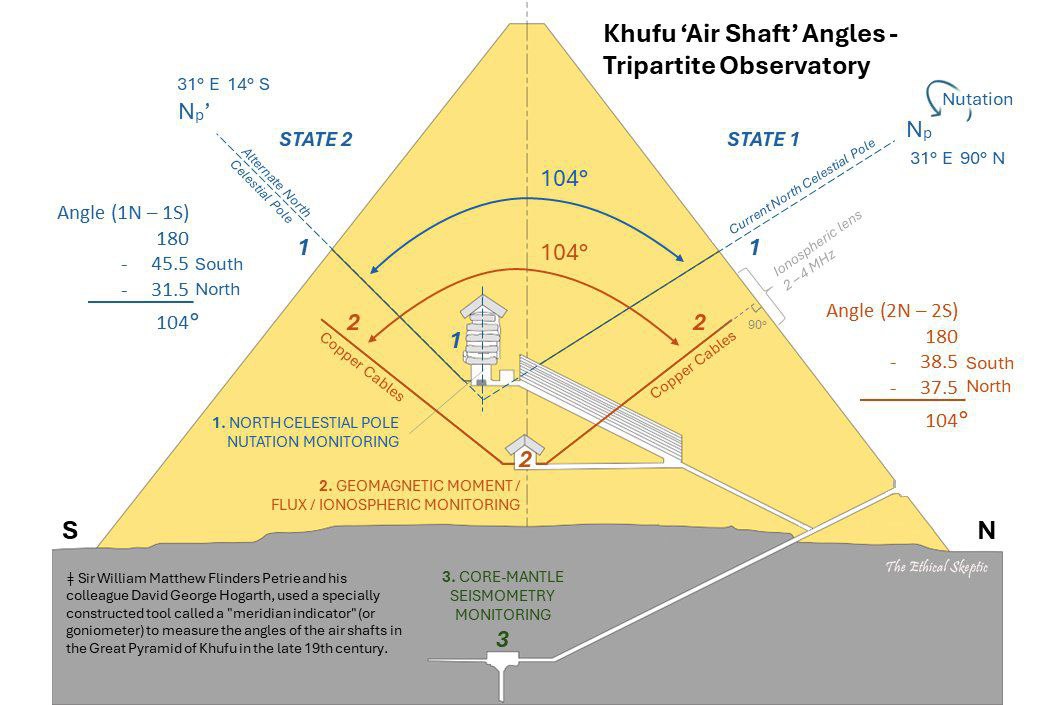 Khufu ‘Air Shaft’ Angles -
Tripartite Observatory
31° E 14° S
Np’
STATE 2
Alternate North
Celestial Pole
1
Angle (1N – 1S)
180
- 45.5 South
- 31.5 North
104°
STATE 1
Nutation
Np
31° E 90° N
Current North Celestial Pole
1
Ionospheric lens
2 – 4 MHz
90°
104°
104°
2
Copper Cables
2
Copper Cables
Angle (2N – 2S)
180
- 38.5 South
- 37.5 North
104°
1
1. NORTH CELESTIAL POLE
NUTATION MONITORING
2
2. GEOMAGNETIC MOMENT /
FLUX / IONOSPHERIC MONITORING
S
N
The Ethical Skeptic
ǂ Sir William Matthew Flinders Petrie and his
colleague David George Hogarth, used a specially
constructed tool called a "meridian indicator" (or
goniometer) to measure the angles of the air shafts in
the Great Pyramid of Khufu in the late 19th century.
3. CORE-MANTLE
SEISMOMETRY
MONITORING
3